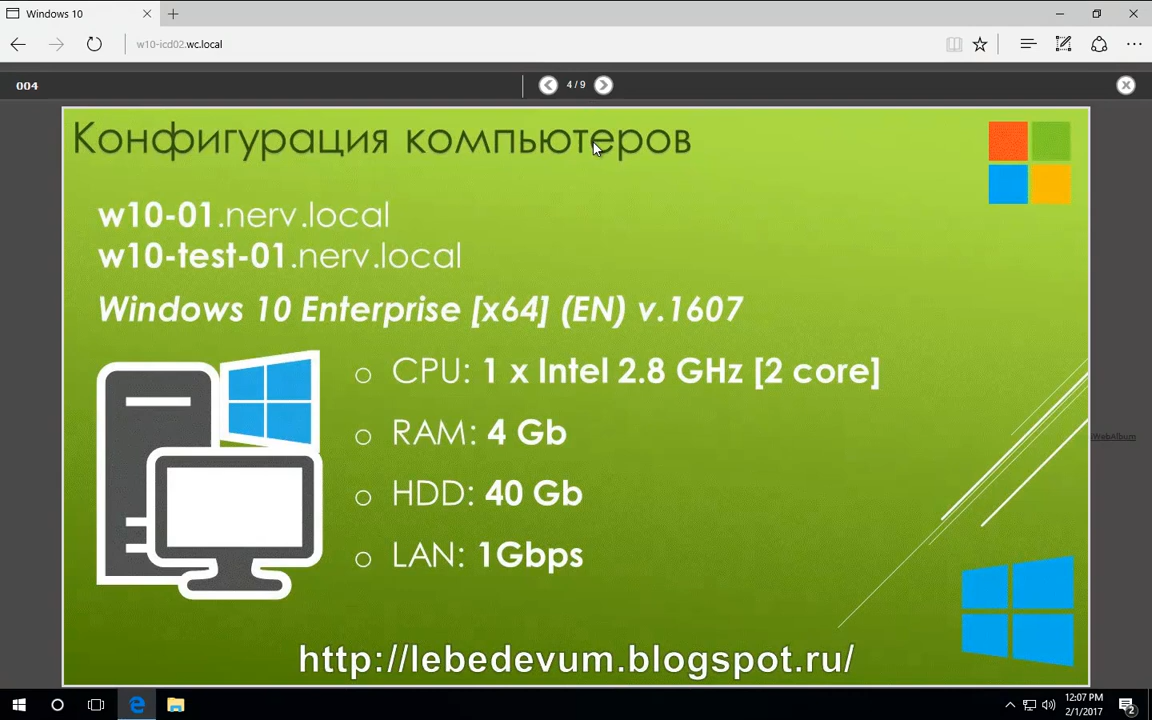 Windows 10
w10-icd02.wc.local
004
4 / 9
Конфигурация компьютеров
w10-01.nerv.local
w10-test-01.nerv.local
Windows 10 Enterprise [x64] (EN) v.1607
CPU: 1 x Intel 2.8 GHz [2 core]
RAM: 4 Gb
WebAlbum
HDD: 40 Gb
LAN: 1Gbps
http://lebedevum.blogspot.ru/
12:07 PM
2/1/2017
2